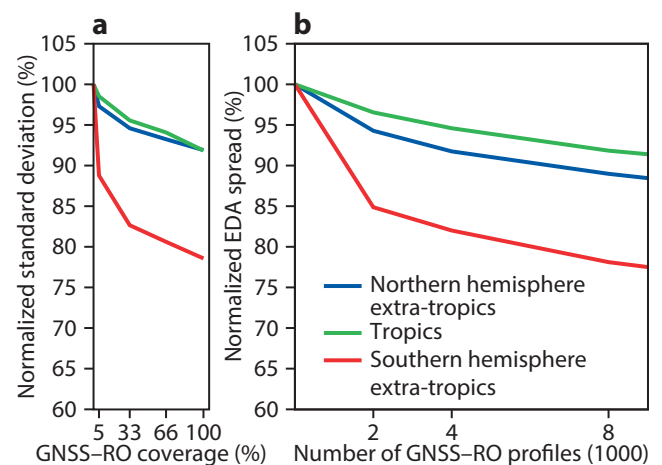 a
Normalized standard deviation (%)
105
100
95
90
85
80
75
70
65
60
5 33 66 100
GNSS–RO coverage (%)
b
Normalized EDA spread (%)
105
100
95
90
85
80
75
70
65
60
Northern hemisphere
extra-tropics
Tropics
Southern hemisphere
extra-tropics
2 4 8
Number of GNSS–RO profiles (1000)